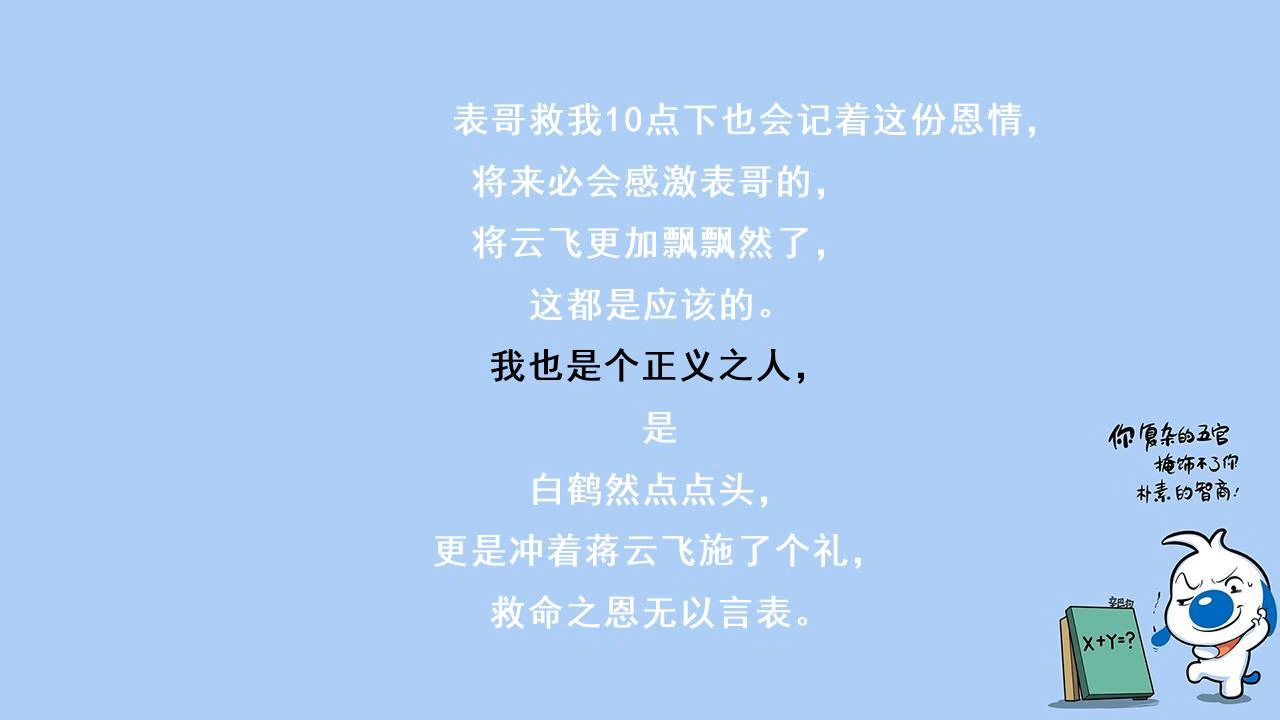 表哥救我10点下也会记着这份恩情，
将来必会感激表哥的，
将云飞更加飘飘然了，
这都是应该的。
我也是个正义之人，
是
白鹤然点点头，
更是冲着蒋云飞施了个礼，
救命之恩无以言表。
你复杂的五官
掩饰不了你
朴素的智商！
X+Y=?